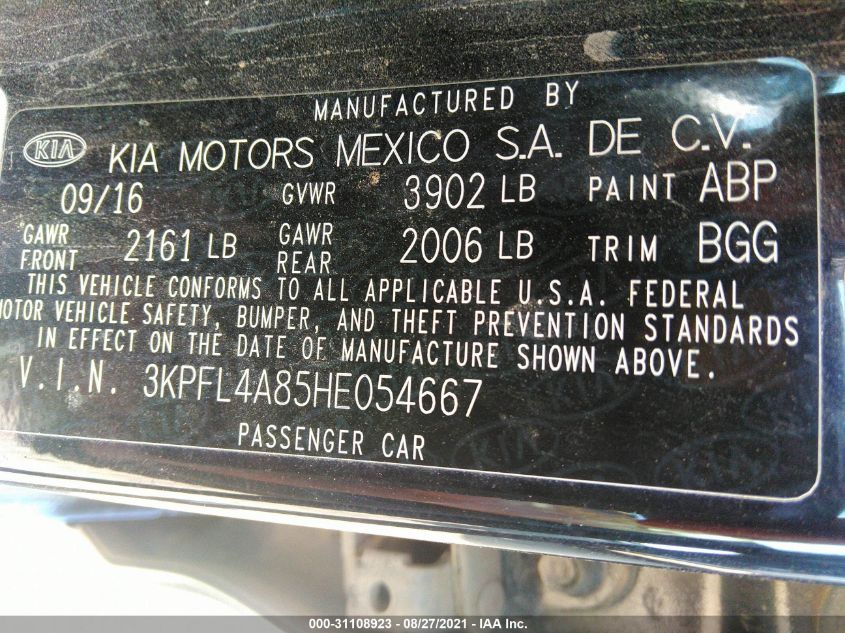 MANUFACTURED BY
KIA KIA MOTORS MEXICO S.A. DE C.V.
09/16 GVWR 3902 LB PAINT ABP
GAWR FRONT 2161 LB GAWR REAR 2006 LB TRIM BGG
THIS VEHICLE CONFORMS TO ALL APPLICABLE U.S.A. FEDERAL
MOTOR VEHICLE SAFETY, BUMPER, AND THEFT PREVENTION STANDARDS
IN EFFECT ON THE DATE OF MANUFACTURE SHOWN ABOVE.
V.I.N. 3KPFL4A85HE054667
PASSENGER CAR
000-31108923 - 08/27/2021 - IAA Inc.